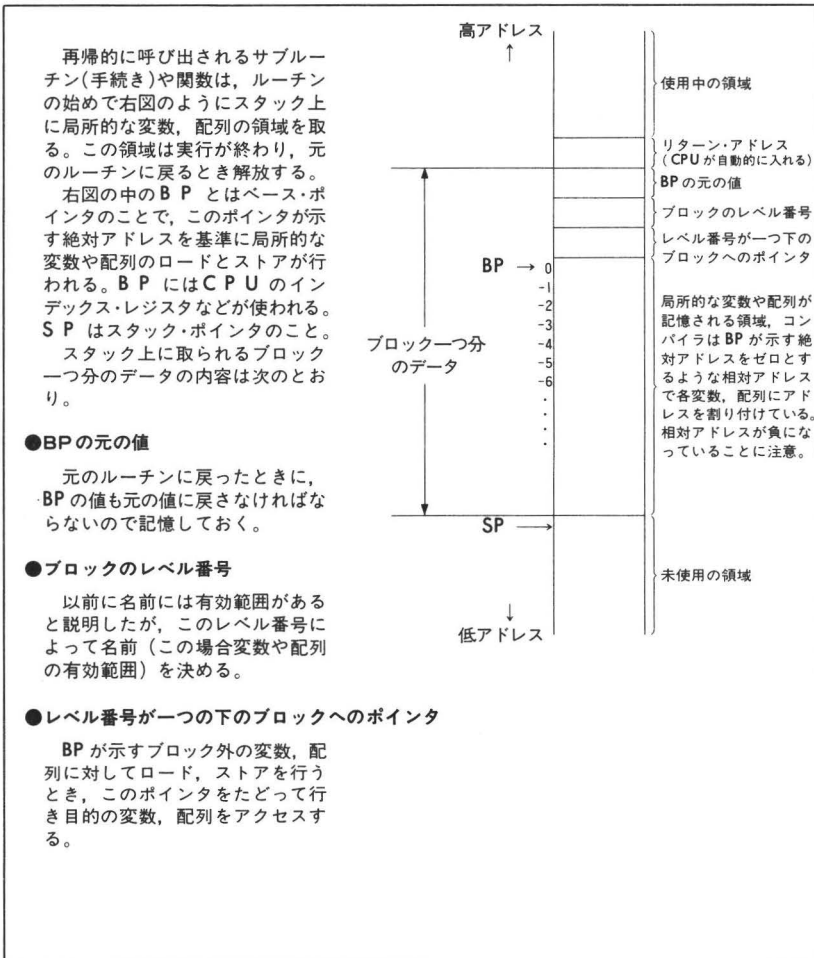 再帰的に呼び出されるサブルー
チン(手続き)や関数は，ルーチン
の始めで右図のようにスタック上
に局所的な変数，配列の領域を取
る。この領域は実行が終わり，元
のルーチンに戻るとき解放する。
右図の中のＢＰとはベース・ポ
インタのことで，このポインタが示
す絶対アドレスを基準に局所的な
変数や配列のロードとストアが行
われる。ＢＰにはＣＰＵのイン
デックス・レジスタなどが使われる。
ＳＰはスタック・ポインタのこと。
スタック上に取られるブロック
一つ分のデータの内容は次のとお
り。
●BPの元の値
元のルーチンに戻ったときに，
BPの値も元の値に戻さなければな
らないので記憶しておく。
●ブロックのレベル番号
以前に名前には有効範囲がある
と説明したが，このレベル番号に
よって名前（この場合変数や配列
の有効範囲）を決める。
●レベル番号が一つの下のブロックへのポインタ
BPが示すブロック外の変数，配
列に対してロード，ストアを行う
とき，このポインタをたどって行
き目的の変数，配列をアクセスす
る。
高アドレス
↑
使用中の領域
リターン・アドレス
(CPUが自動的に入れる)
BPの元の値
ブロックのレベル番号
レベル番号が一つ下の
ブロックへのポインタ
BP → 0
-1
-2
-3
-4
-5
-6
・
・
・
・
ブロック一つ分
のデータ
局所的な変数や配列が
記憶される領域，コン
パイラはBPが示す絶
対アドレスをゼロとす
るような相対アドレス
で各変数，配列にアド
レスを割り付けている。
相対アドレスが負にな
っていることに注意。
SP →
未使用の領域
↓
低アドレス